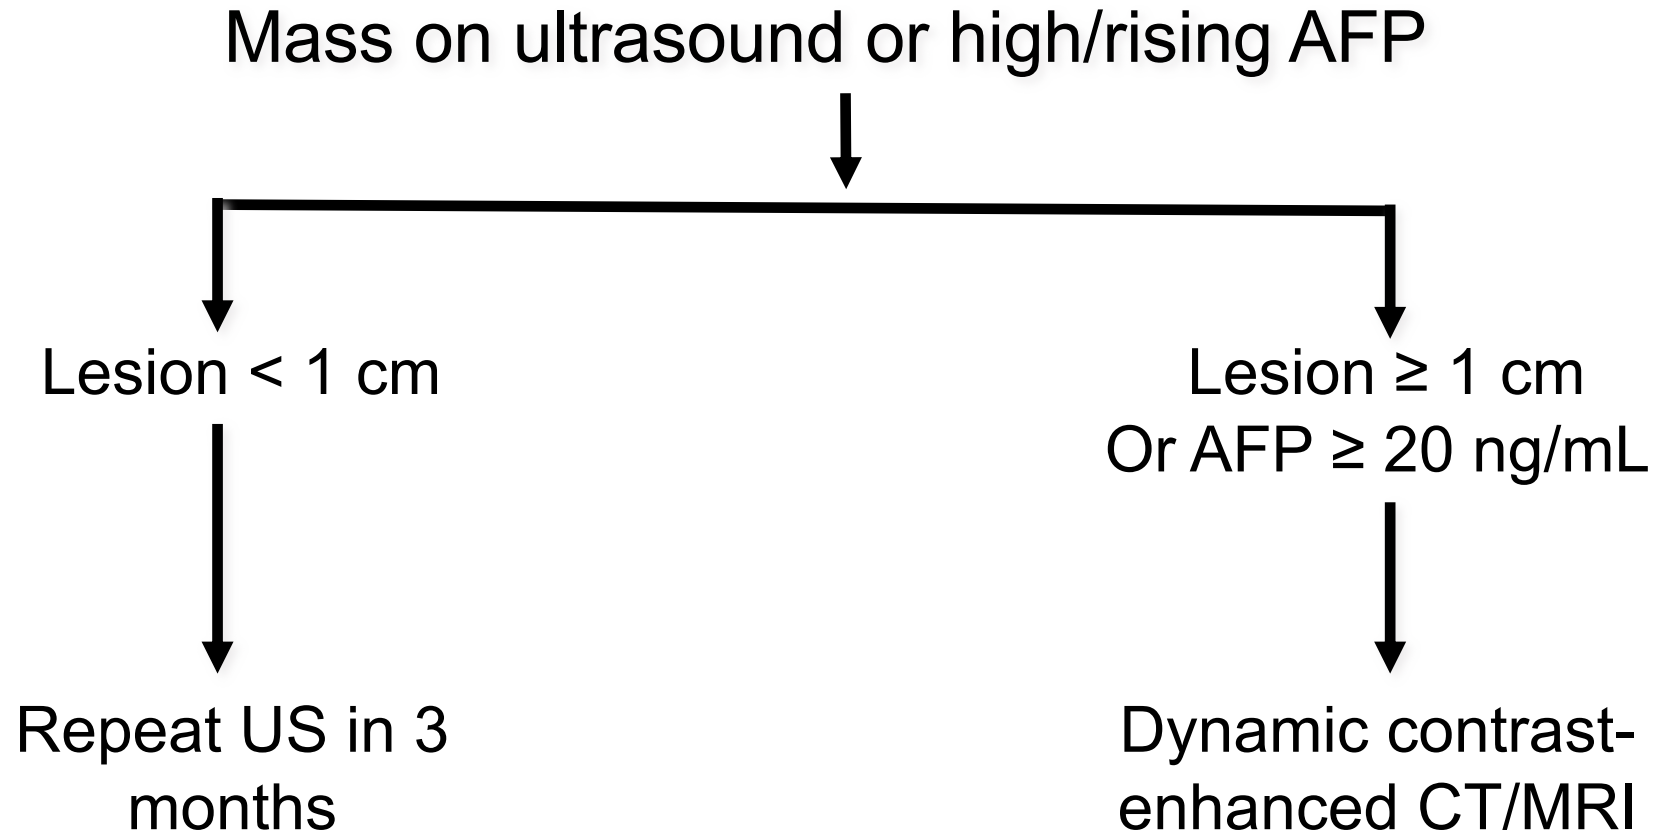 Mass on ultrasound or high/rising AFP
Lesion < 1 cm
Lesion ≥ 1 cm
Or AFP ≥ 20 ng/mL
Repeat US in 3
months
Dynamic contrast-
enhanced CT/MRI